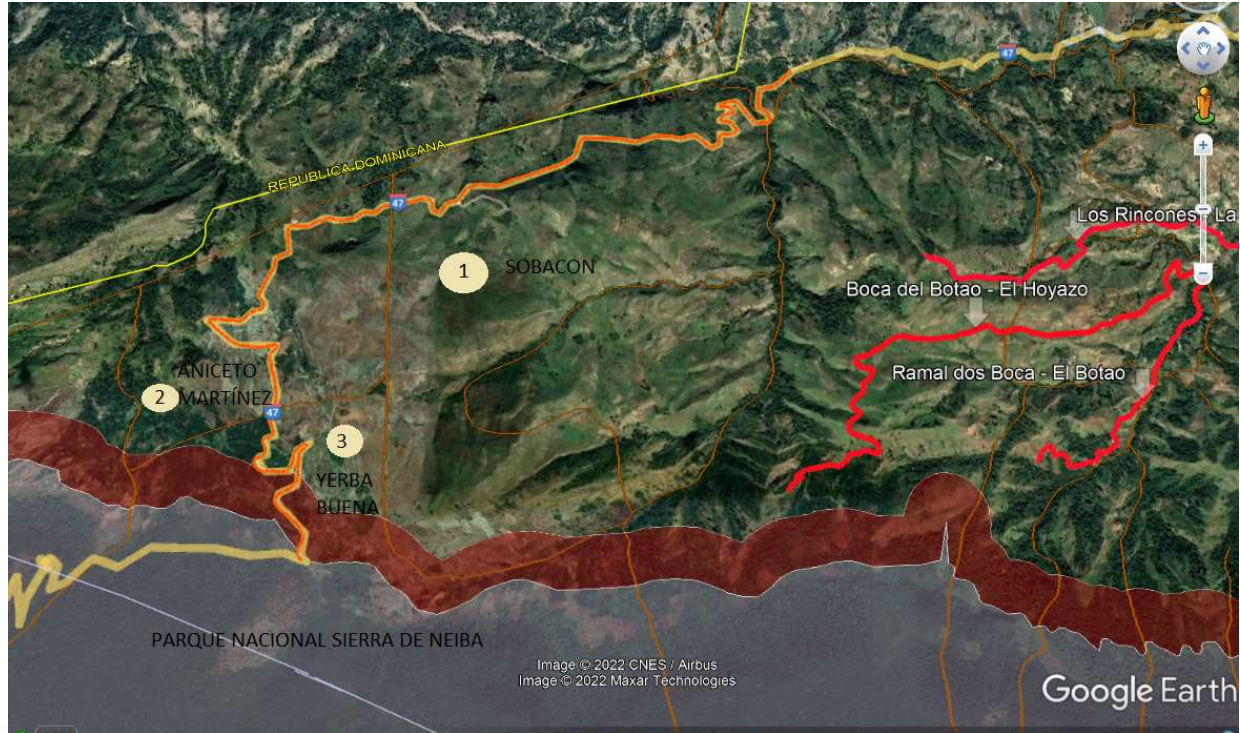 47
REPÚBLICA DOMINICANA
47
Los Rincones - La
1
SOBACON
Boca del Botao - El Hoyazo
ANICETO
MARTÍNEZ
2
Ramal dos Boca - El Botao
47
3
YERBA
BUENA
PARQUE NACIONAL SIERRA DE NEIBA
Image © 2022 CNES / Airbus
Image © 2022 Maxar Technologies
Google Earth